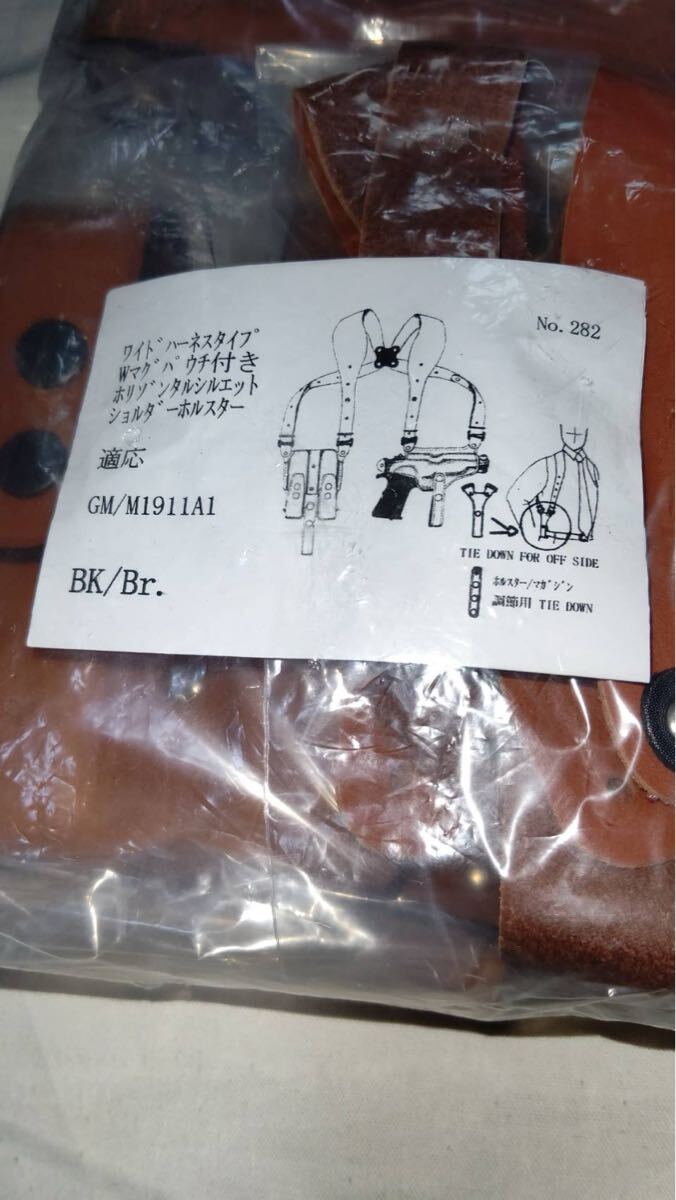 ワイドハーネスタイプ
Wマグパウチ付き
ホリゾンタルシルエット
ショルダーホルスター
適応
GM/M1911A1
BK/Br.
No. 282
TIE DOWN FOR OFF SIDE
ホルスター/マガジン
調節用 TIE DOWN